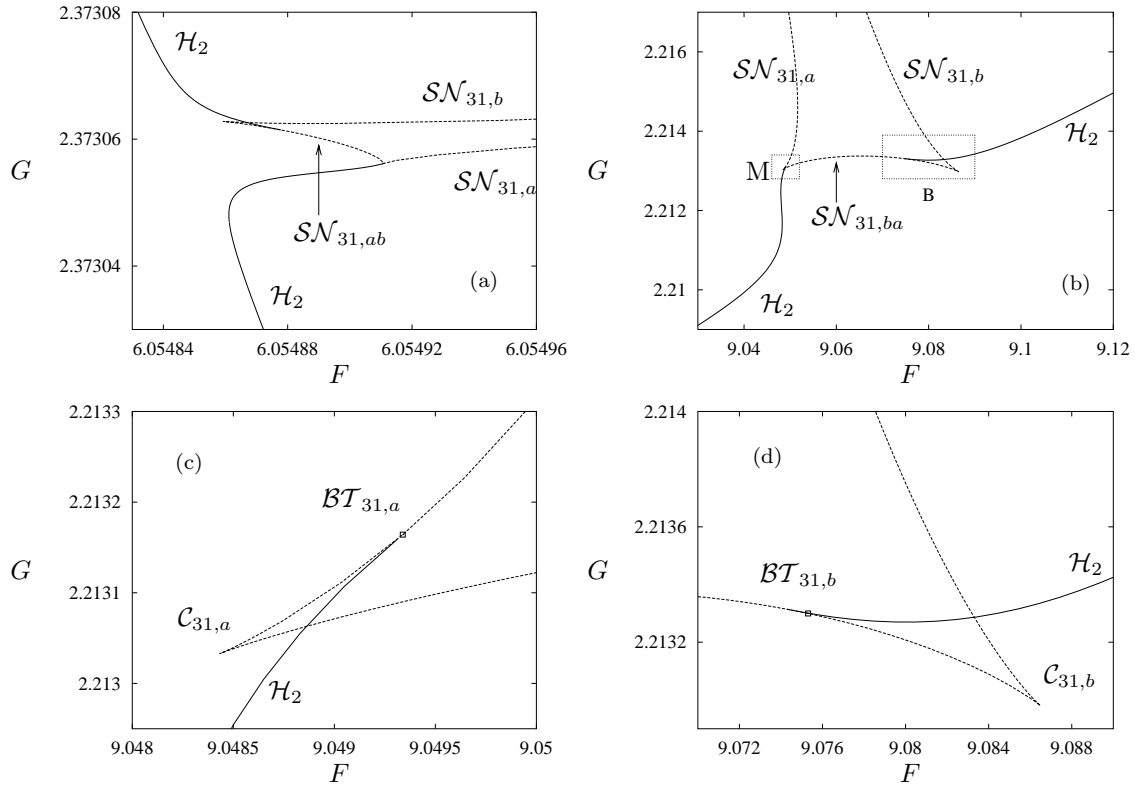 2.37308
2.37306
2.37304
G
H₂
SN₃₁,b
SN₃₁,a
SN₃₁,ab
H₂
(a)
6.05484 6.05488 6.05492 6.05496
F
2.216
2.214
2.212
2.21
G
SN₃₁,a SN₃₁,b
H₂
M
B
SN₃₁,ba
H₂
(b)
9.04 9.06 9.08 9.1 9.12
F
2.2133
2.2132
2.2131
2.213
G
(c)
BT₃₁,a
C₃₁,a
H₂
9.048 9.0485 9.049 9.0495 9.05
F
2.214
2.2136
2.2132
G
(d)
BT₃₁,b
H₂
C₃₁,b
9.072 9.076 9.08 9.084 9.088
F